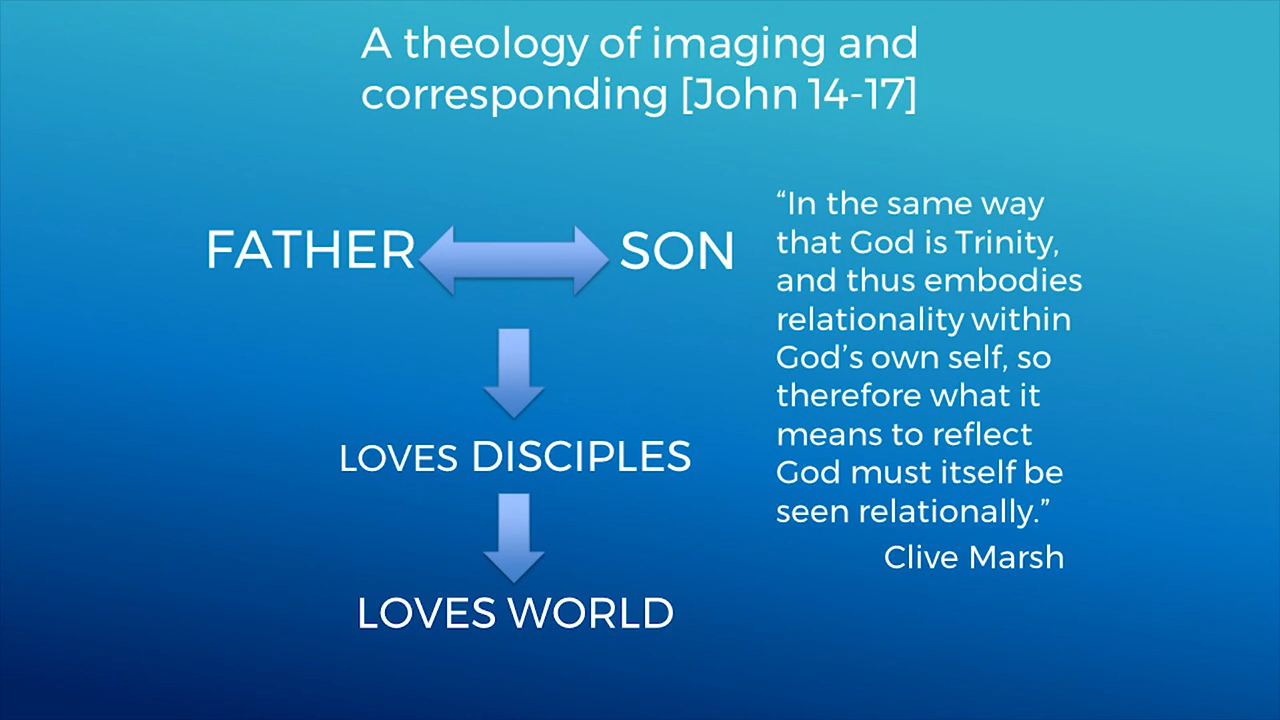 A theology of imaging and
corresponding [John 14-17]
FATHER SON
LOVES DISCIPLES
LOVES WORLD
“In the same way
that God is Trinity,
and thus embodies
relationality within
God’s own self, so
therefore what it
means to reflect
God must itself be
seen relationally.”
Clive Marsh